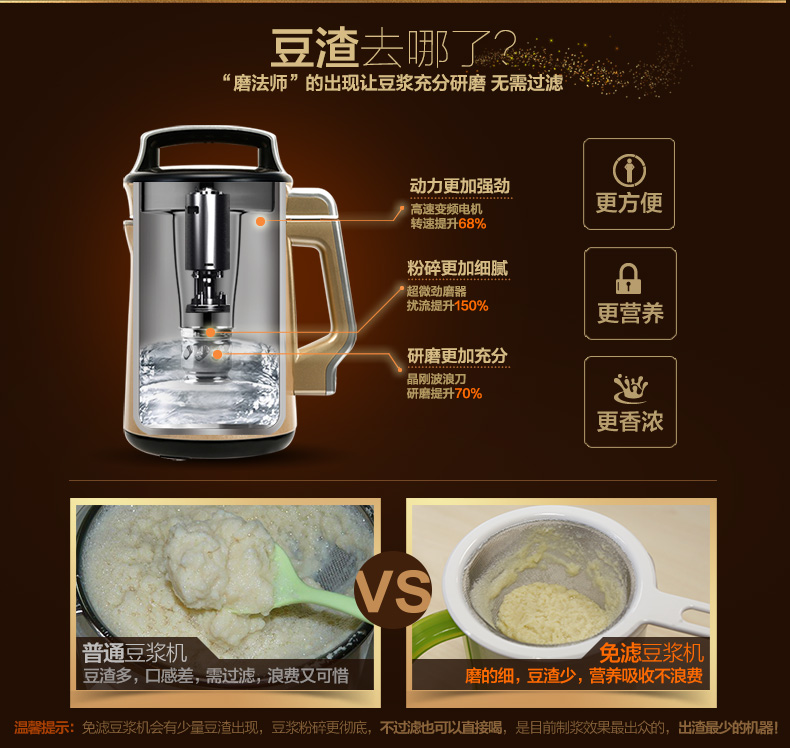 豆渣去哪了?
“磨法师”的出现让豆浆充分研磨 无需过滤
动力更加强劲
高速变频电机
转速提升68%
更方便
粉碎更加细腻
超微劲磨器
扰流提升150%
更营养
研磨更加充分
晶刚波浪刀
研磨提升70%
更香浓
VS
普通豆浆机
豆渣多，口感差，需过滤，浪费又可惜
免滤豆浆机
磨的细，豆渣少，营养吸收不浪费
温馨提示：免滤豆浆机会有少量豆渣出现，豆浆粉碎更彻底，不过滤也可以直接喝，是目前制浆效果最出众的，出渣最少的机器！